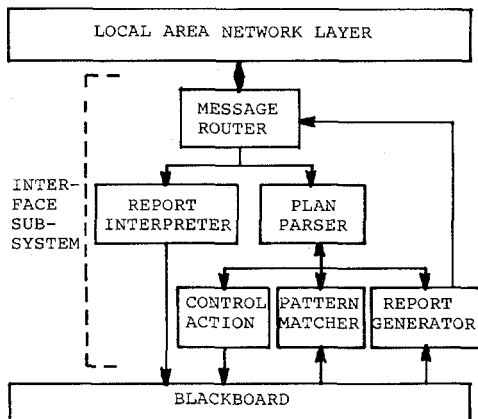 LOCAL AREA NETWORK LAYER
MESSAGE
ROUTER
INTER-
FACE
SUB-
SYSTEM
REPORT
INTERPRETER
PLAN
PARSER
CONTROL
ACTION
PATTERN
MATCHER
REPORT
GENERATOR
BLACKBOARD